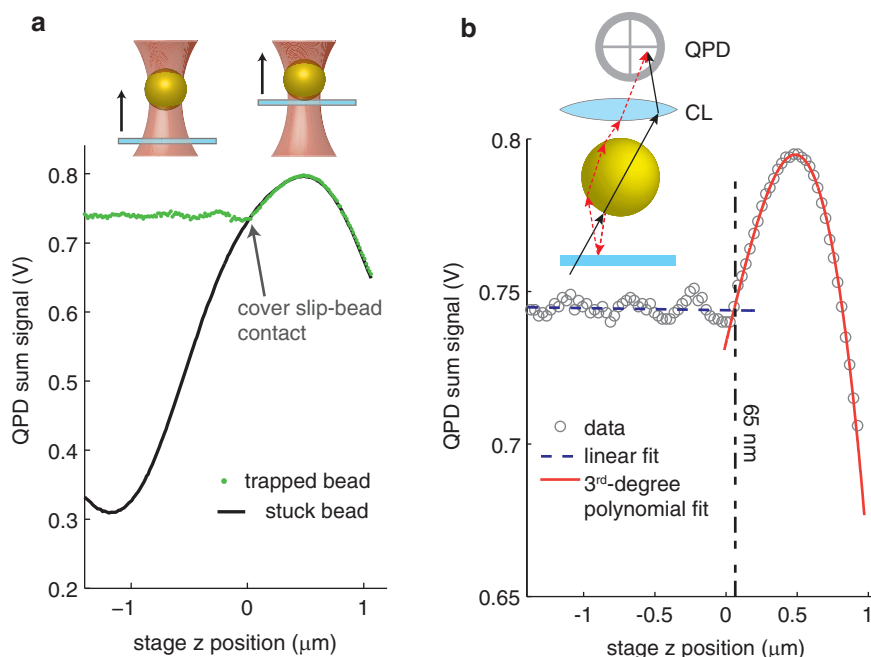 a
0.8
0.7
0.6
0.5
0.4
0.3
0.2
QPD sum signal (V)
cover slip-bead
contact
trapped bead
stuck bead
−1
0
1
stage z position (μm)
b
QPD
CL
0.8
0.75
0.7
0.65
QPD sum signal (V)
65 nm
data
linear fit
3rd-degree
polynomial fit
-1
-0.5
0
0.5
1
stage z position (μm)